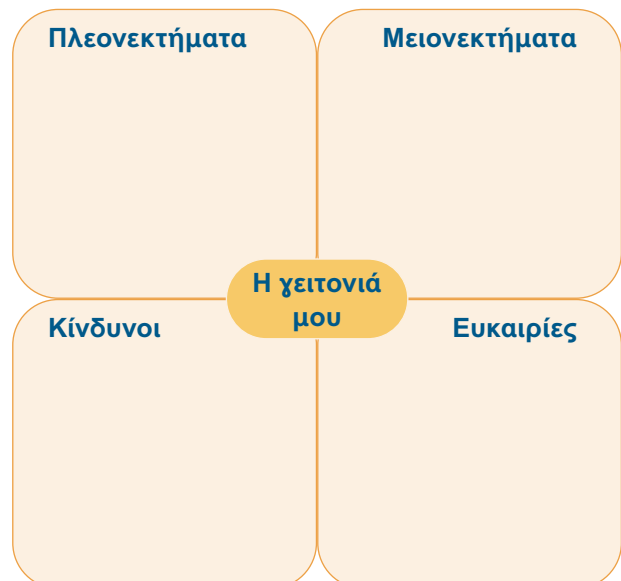 Πλεονεκτήματα
Μειονεκτήματα
Η γειτονιά
μου
Κίνδυνοι
Ευκαιρίες